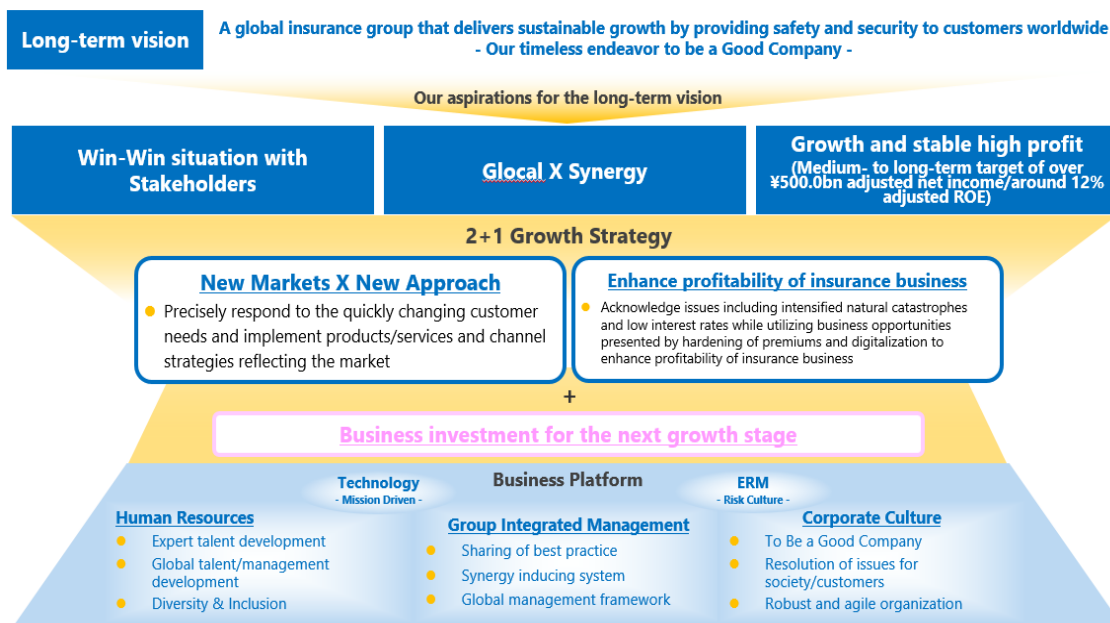 Long-term vision
A global insurance group that delivers sustainable growth by providing safety and security to customers worldwide
- Our timeless endeavor to be a Good Company -
Our aspirations for the long-term vision
Win-Win situation with
Stakeholders
Glocal X Synergy
Growth and stable high profit
(Medium- to long-term target of over
¥500.0bn adjusted net income/around 12%
adjusted ROE)
2+1 Growth Strategy
New Markets X New Approach
Precisely respond to the quickly changing customer
needs and implement products/services and channel
strategies reflecting the market
Enhance profitability of insurance business
Acknowledge issues including intensified natural catastrophes
and low interest rates while utilizing business opportunities
presented by hardening of premiums and digitalization to
enhance profitability of insurance business
+
Business investment for the next growth stage
Business Platform
Technology
- Mission Driven -
ERM
- Risk Culture -
Human Resources
Expert talent development
Global talent/management
development
Diversity & Inclusion
Group Integrated Management
Sharing of best practice
Synergy inducing system
Global management framework
Corporate Culture
To Be a Good Company
Resolution of issues for
society/customers
Robust and agile organization